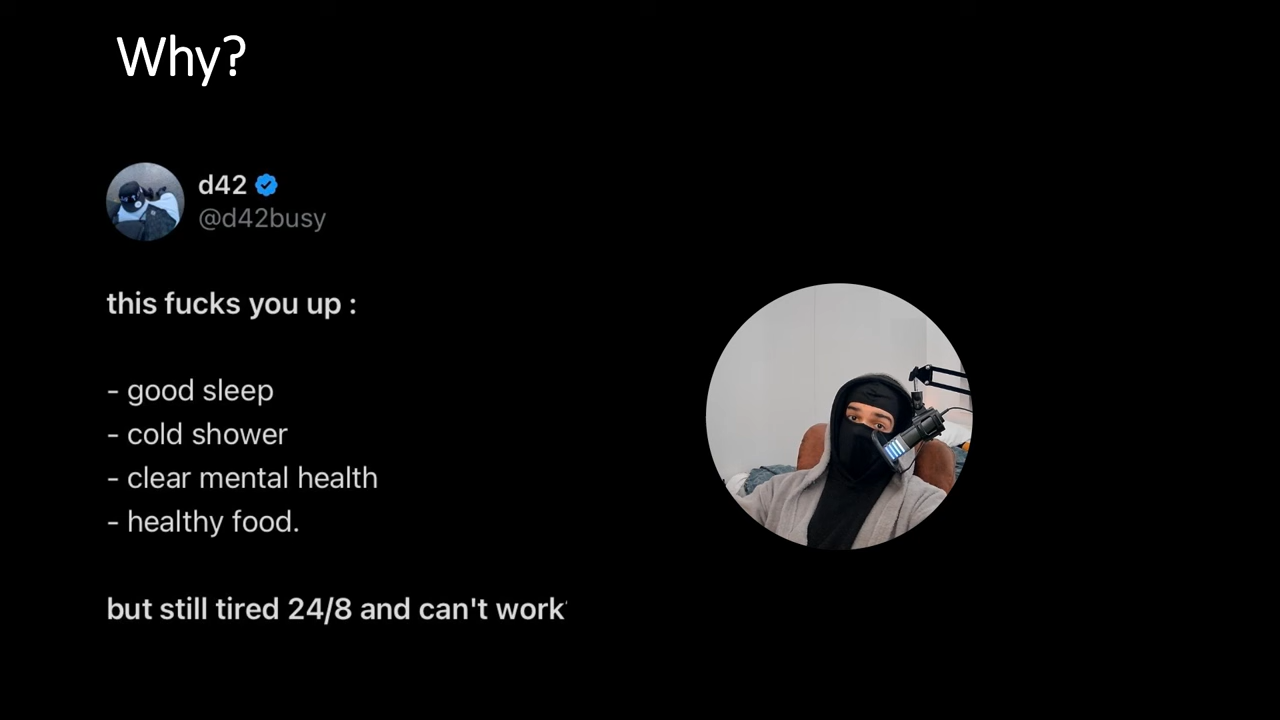 Why?
d42
@d42busy
this fucks you up :
- good sleep
- cold shower
- clear mental health
- healthy food.
but still tired 24/8 and can't work